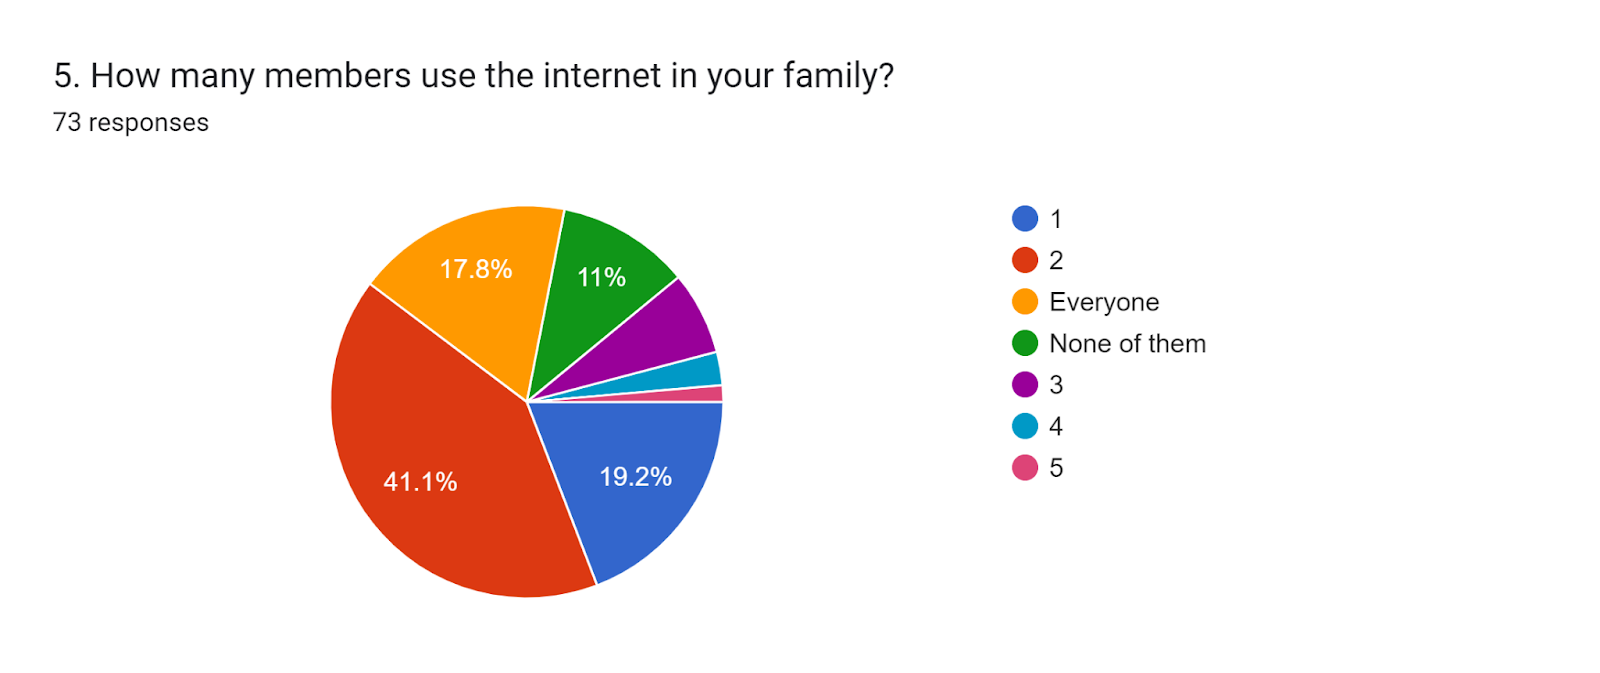 5. How many members use the internet in your family?
73 responses
17.8%
11%
41.1%
19.2%
1
2
Everyone
None of them
3
4
5